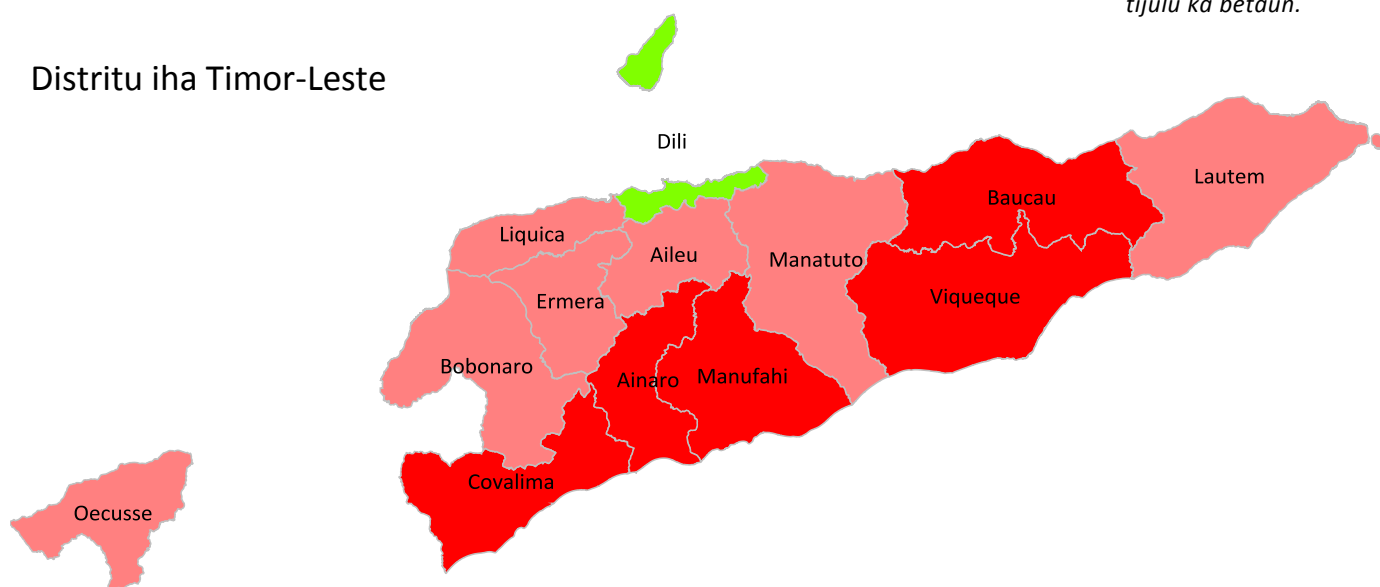 tijulu ka betaun.
Distritu iha Timor-Leste
Dili
Lautem
Baucau
Liquica
Aileu
Manatuto
Ermera
Viqueque
Bobonaro
Ainaro
Manufahi
Covalima
Oecusse